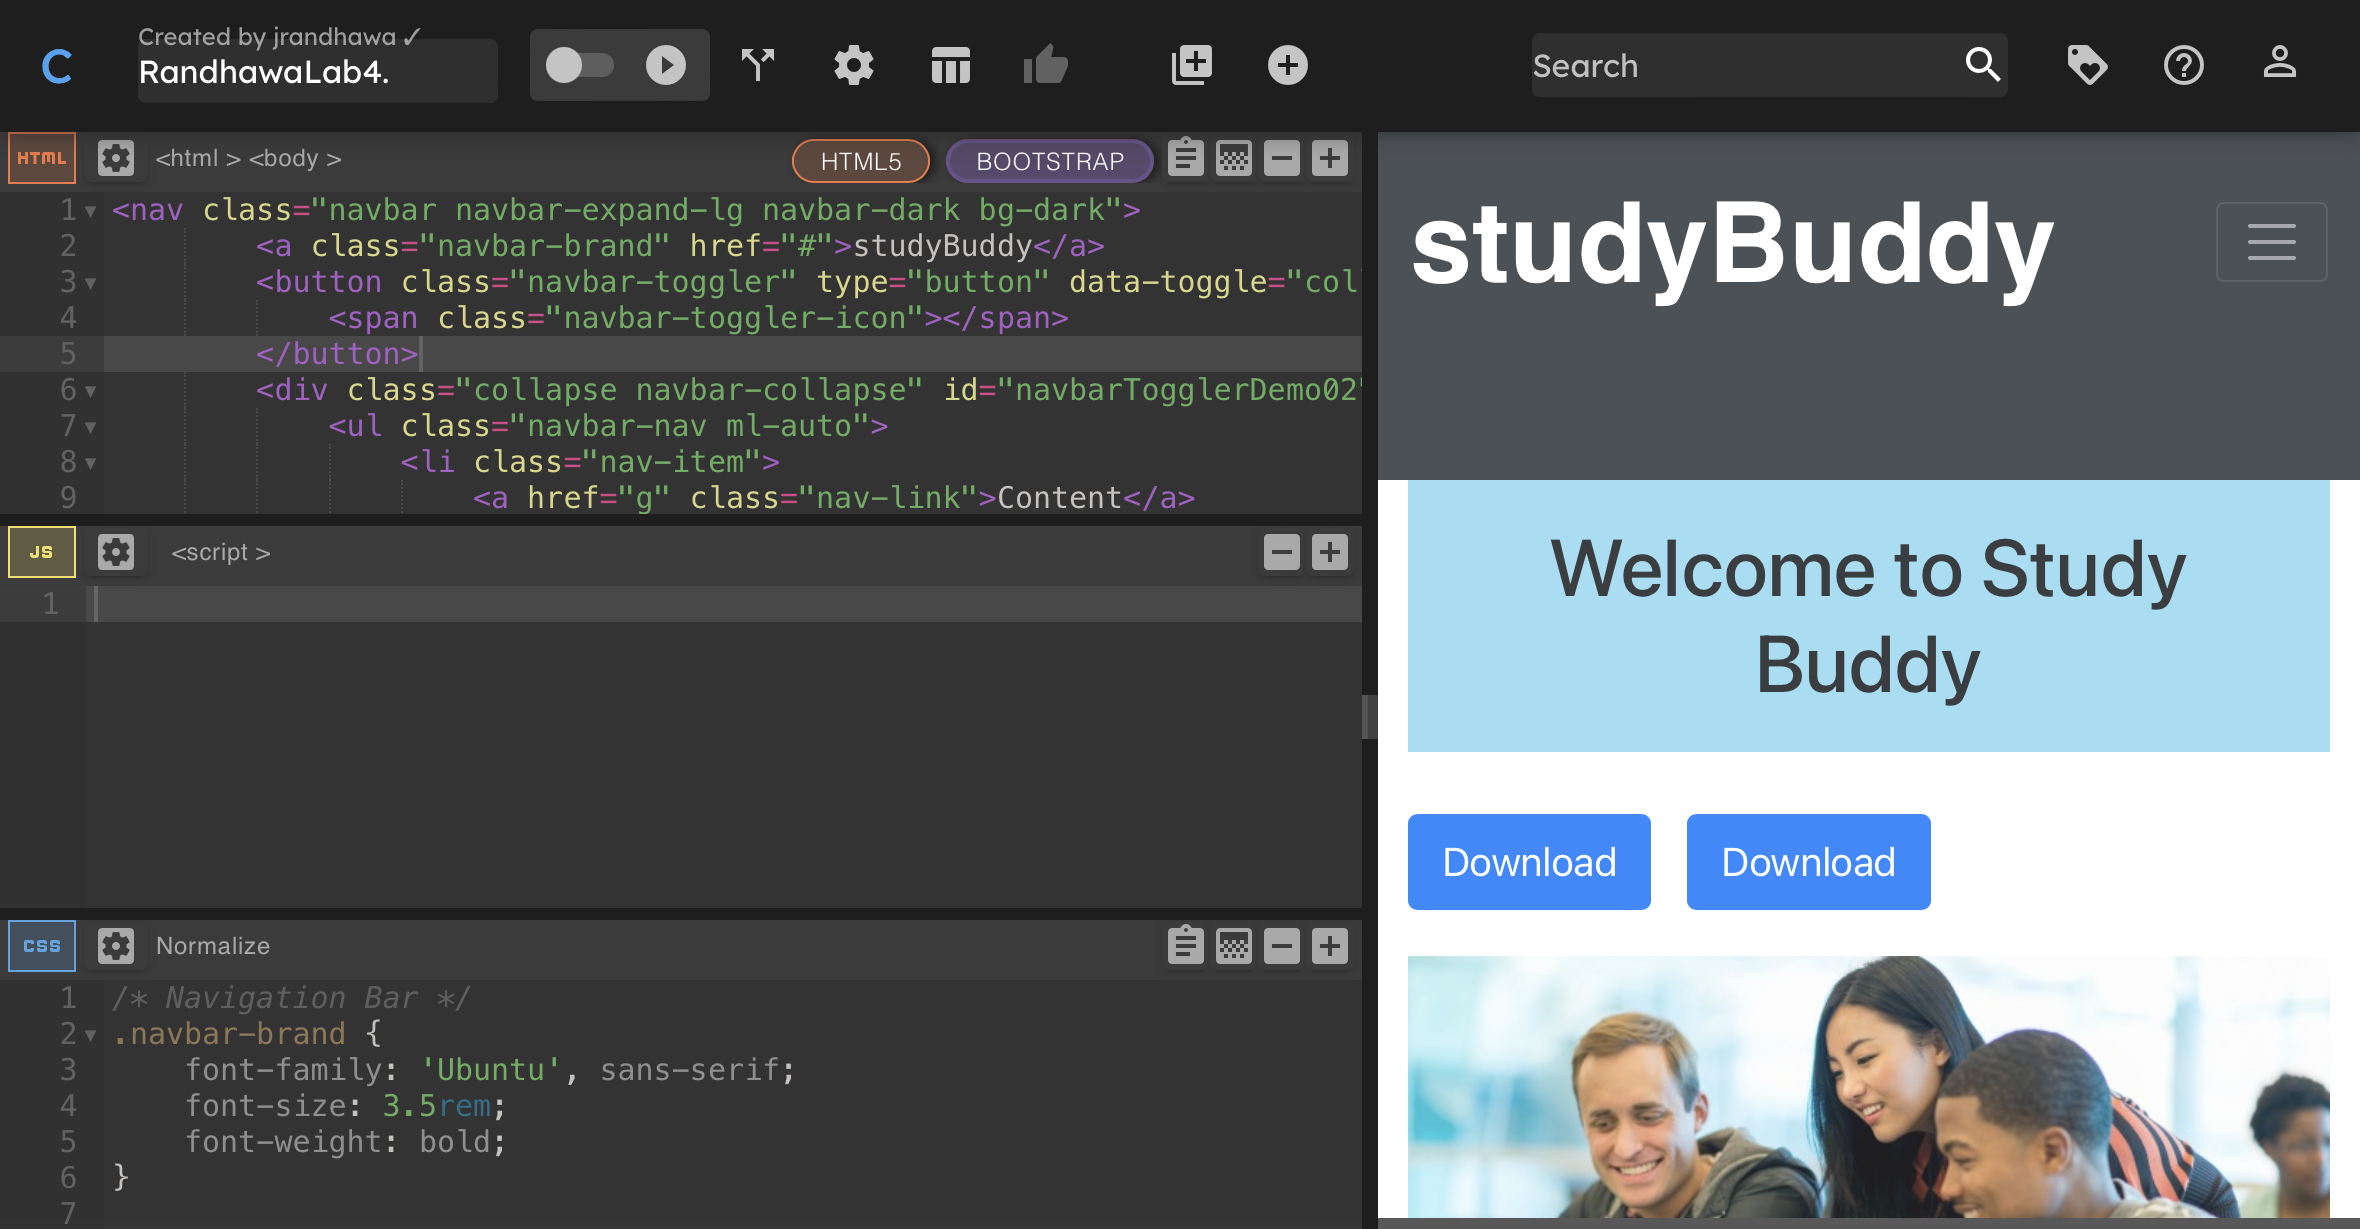 C
Created by jrandhawa ✓
RandhawaLab4.
Search
HTML
<html > <body >
HTML5
BOOTSTRAP
1 <nav class="navbar navbar-expand-lg navbar-dark bg-dark">
2 <a class="navbar-brand" href="#">studyBuddy</a>
3 <button class="navbar-toggler" type="button" data-toggle="col
4 <span class="navbar-toggler-icon"></span>
5 </button>
6 <div class="collapse navbar-collapse" id="navbarTogglerDemo02"
7 <ul class="navbar-nav ml-auto">
8 <li class="nav-item">
9 <a href="g" class="nav-link">Content</a>
JS
<script >
1
CSS
Normalize
1 /* Navigation Bar */
2 .navbar-brand {
3 font-family: 'Ubuntu', sans-serif;
4 font-size: 3.5rem;
5 font-weight: bold;
6 }
7
studyBuddy
Welcome to Study
Buddy
Download
Download